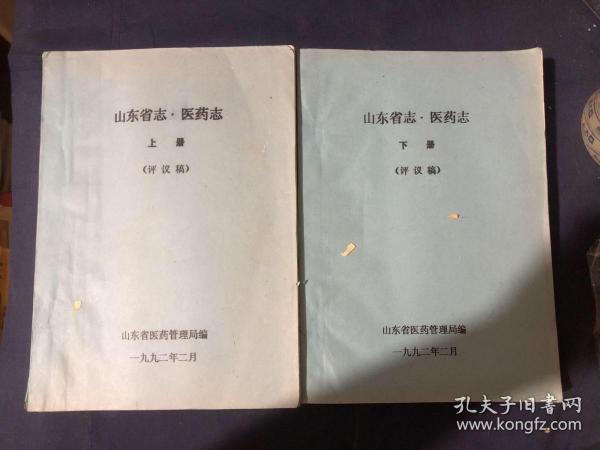 山东省志·医药志
上 册
(评议稿)
山东省医药管理局编
一九九二年二月
山东省志·医药志
下 册
(评议稿)
山东省医药管理局编
一九九二年二月
孔夫子旧书网
www.kongfz.com